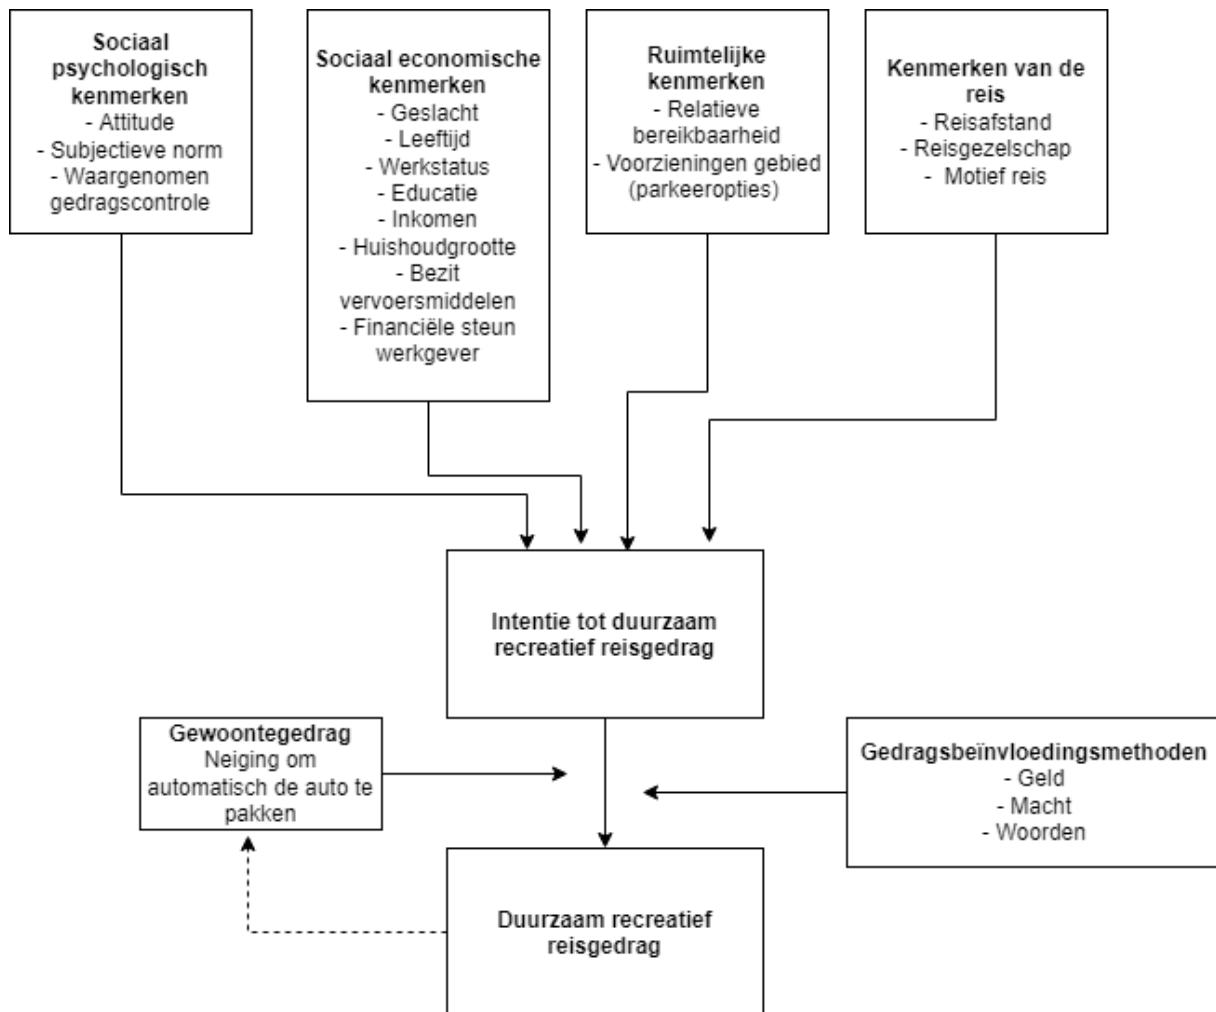 Sociaal
psychologisch
kenmerken
- Attitude
- Subjectieve norm
- Waargenomen
gedragscontrole
Sociaal economische
kenmerken
- Geslacht
- Leeftijd
- Werkstatus
- Educatie
- Inkomen
- Huishoudgrootte
- Bezit
vervoersmiddelen
- Financiële steun
werkgever
Ruimtelijke
kenmerken
- Relatieve
bereikbaarheid
- Voorzieningen gebied
(parkeeropties)
Kenmerken van de
reis
- Reisafstand
- Reisgezelschap
- Motief reis
Intentie tot duurzaam
recreatief reisgedrag
Gewoontegedrag
Neiging om
automatisch de auto te
pakken
Gedragsbeïnvloedingsmethoden
- Geld
- Macht
- Woorden
Duurzaam recreatief
reisgedrag